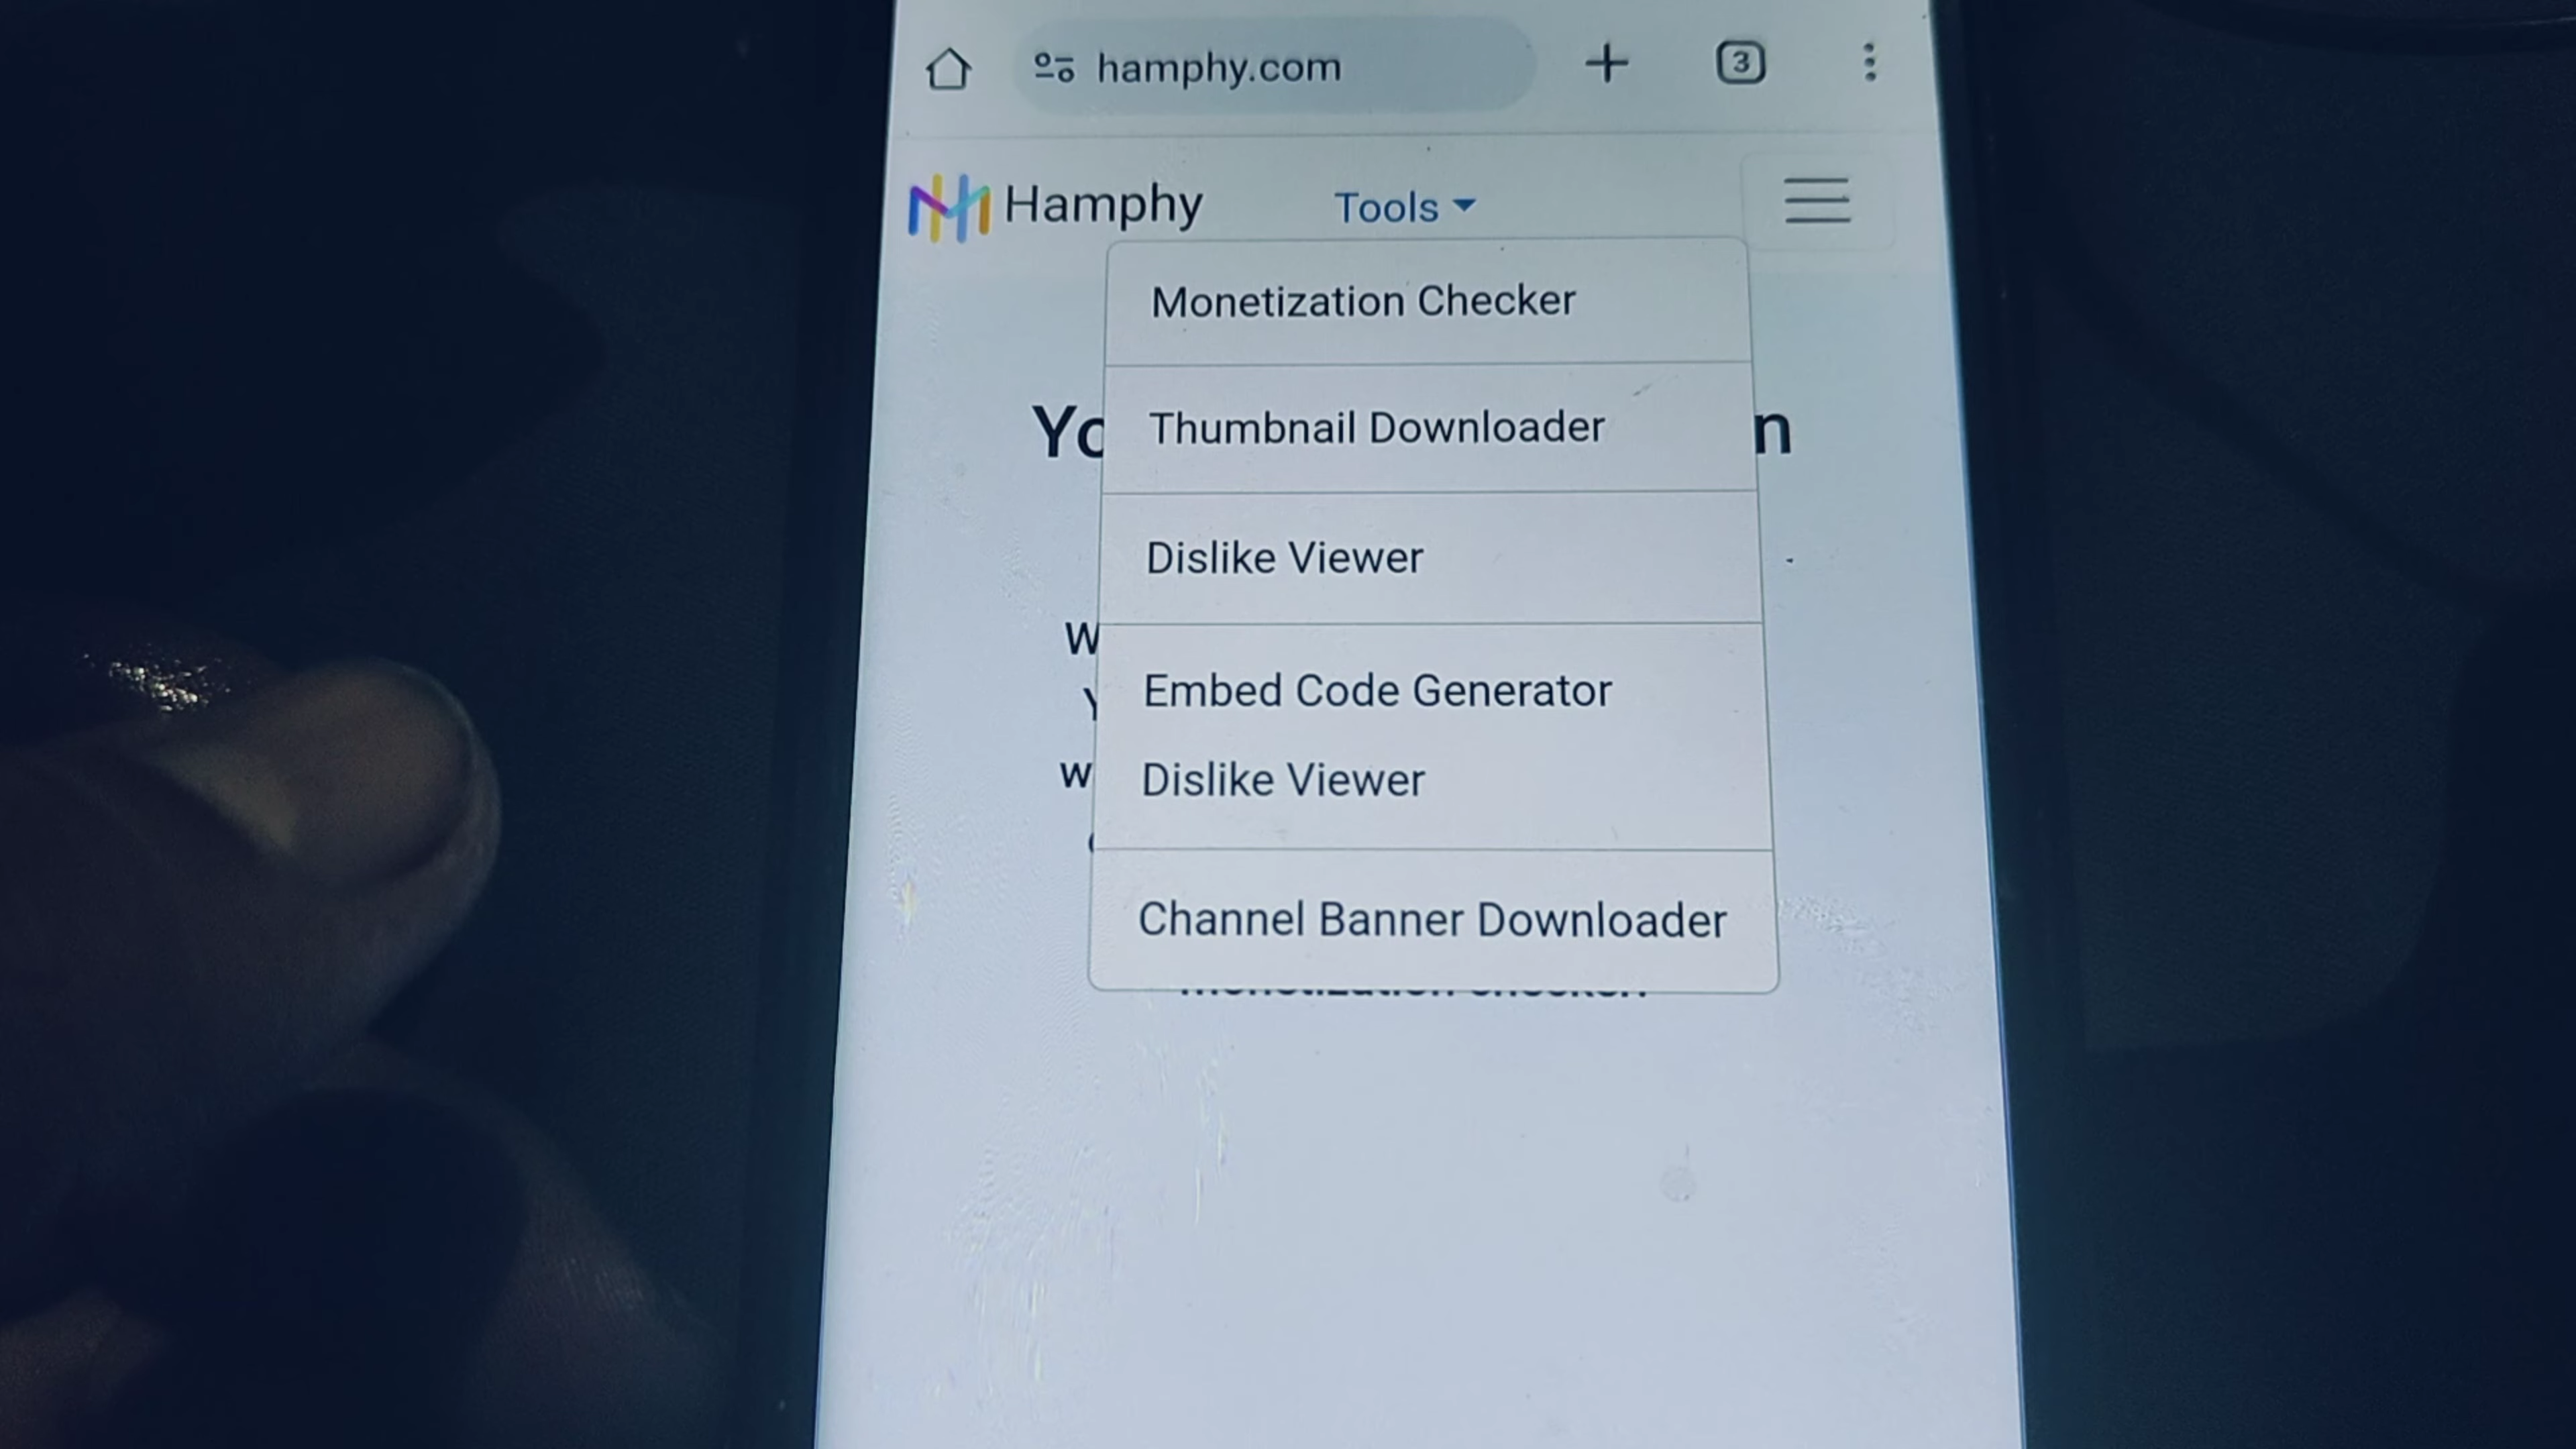 hamphy.com
3
Hamphy
Tools
Monetization Checker
Thumbnail Downloader
Dislike Viewer
Embed Code Generator
Dislike Viewer
Channel Banner Downloader